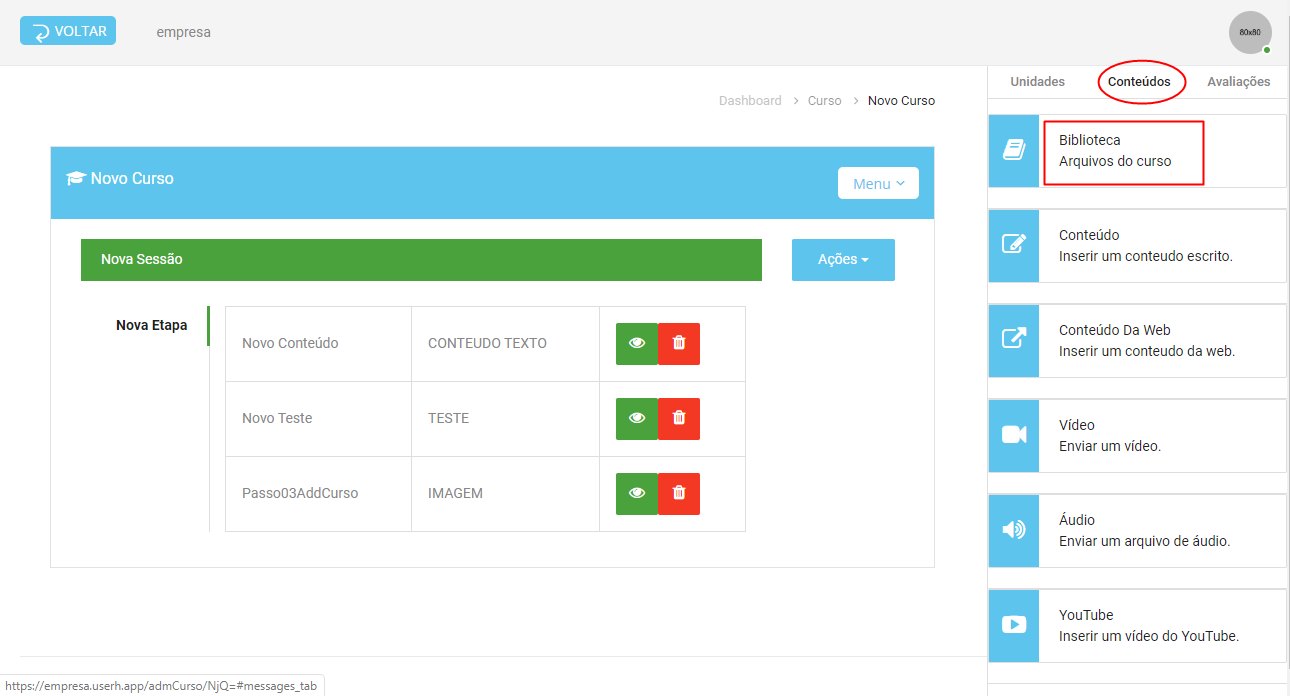 VOLTAR
empresa
80x80
Unidades
Conteúdos
Avaliações
Dashboard > Curso > Novo Curso
Novo Curso
Menu
Nova Sessão
Ações
Nova Etapa
Novo Conteúdo CONTEUDO TEXTO
Novo Teste TESTE
Passo03AddCurso IMAGEM
Biblioteca
Arquivos do curso
Conteúdo
Inserir um conteudo escrito.
Conteúdo Da Web
Inserir um conteudo da web.
Vídeo
Enviar um vídeo.
Áudio
Enviar um arquivo de áudio.
YouTube
Inserir um vídeo do YouTube.
https://empresa.userh.app/admCurso/NjQ=#messages_tab